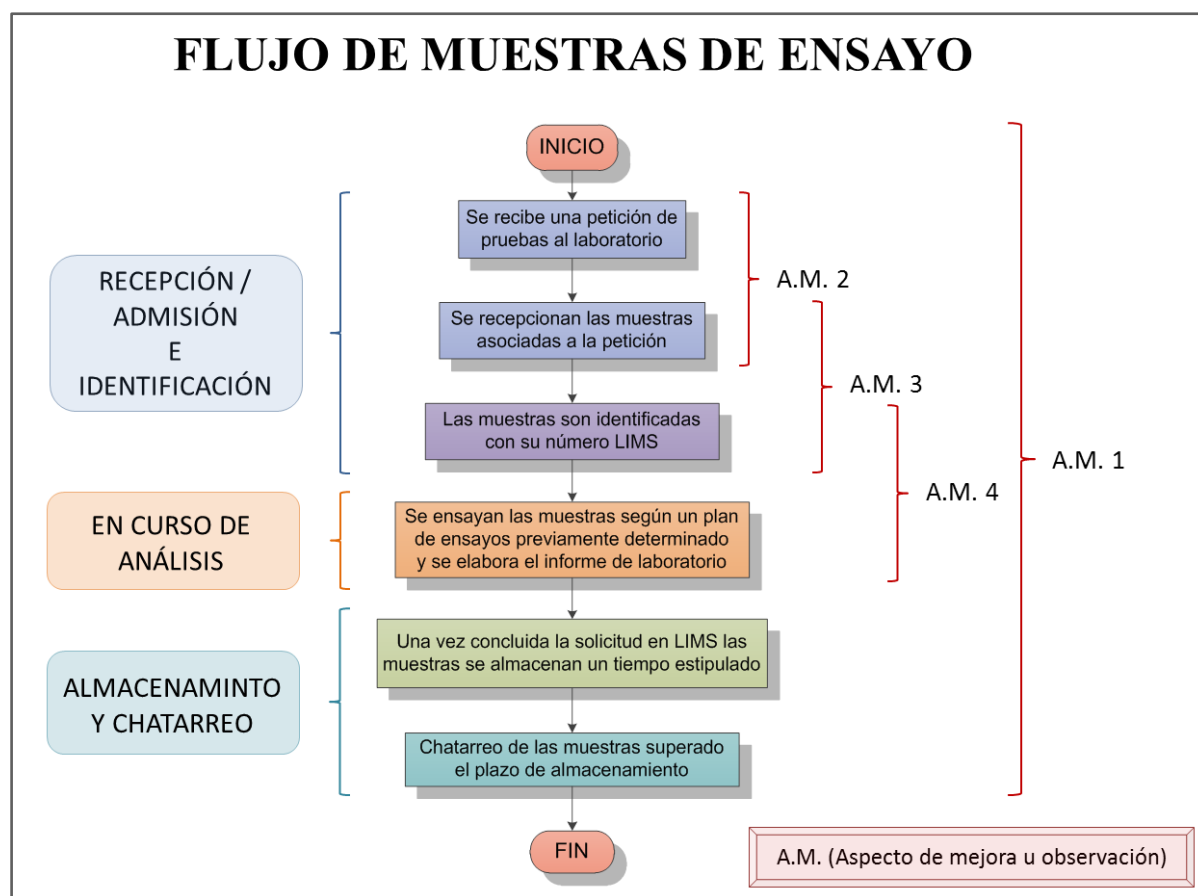 FLUJO DE MUESTRAS DE ENSAYO
INICIO
Se recibe una petición de
pruebas al laboratorio
A.M. 2
RECEPCIÓN /
ADMISIÓN
E
IDENTIFICACIÓN
Se recepcionan las muestras
asociadas a la petición
A.M. 3
Las muestras son identificadas
con su número LIMS
A.M. 1
A.M. 4
EN CURSO DE
ANÁLISIS
Se ensayan las muestras según un plan
de ensayos previamente determinado
y se elabora el informe de laboratorio
Una vez concluida la solicitud en LIMS las
muestras se almacenan un tiempo estipulado
ALMACENAMINTO
Y CHATARREO
Chatarreo de las muestras superado
el plazo de almacenamiento
FIN
A.M. (Aspecto de mejora u observación)